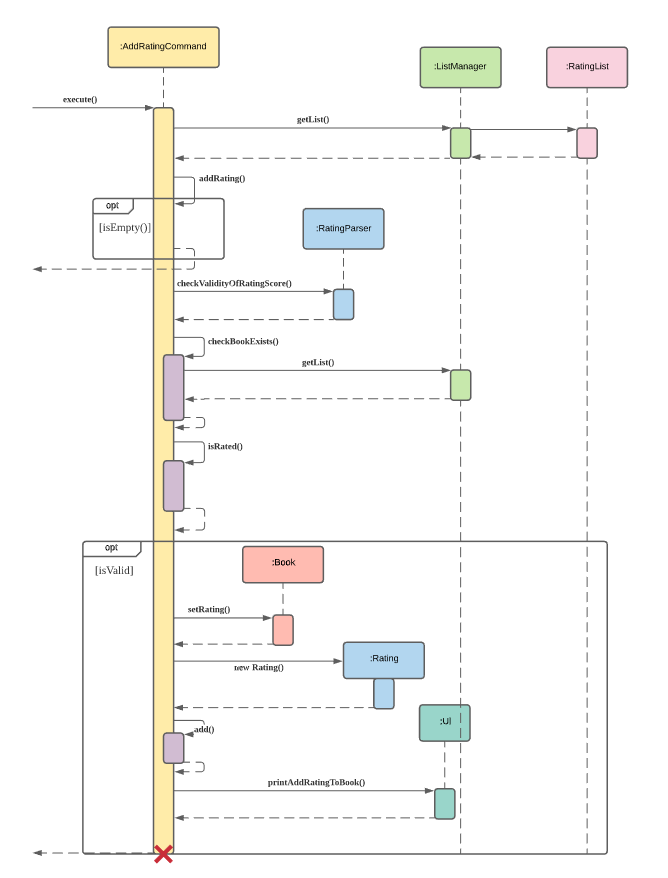 :AddRatingCommand
:ListManager
:RatingList
execute()
getList()
addRating()
opt
[isEmpty()]
:RatingParser
checkValidityOfRatingScore()
checkBookExists()
getList()
isRated()
opt
[isValid]
:Book
setRating()
:Rating
new Rating()
:UI
add()
printAddRatingToBook()